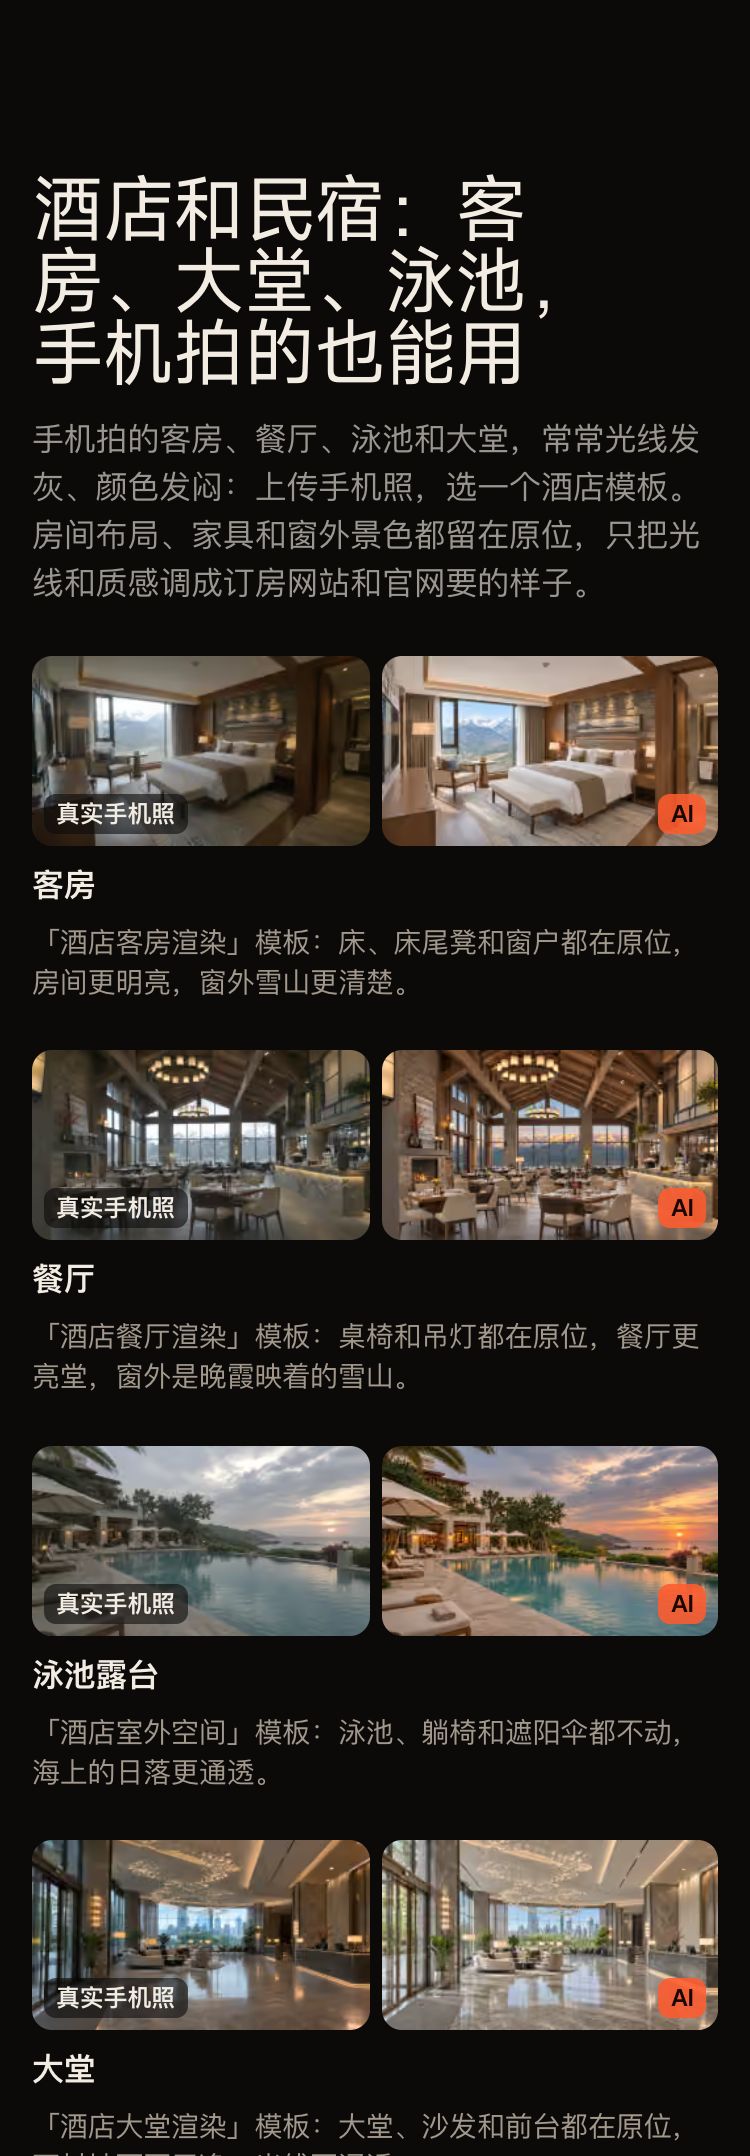 酒店和民宿：客
房、大堂、泳池，
手机拍的也能用
手机拍的客房、餐厅、泳池和大堂，常常光线发
灰、颜色发闷：上传手机照，选一个酒店模板。
房间布局、家具和窗外景色都留在原位，只把光
线和质感调成订房网站和官网要的样子。
真实手机照
AI
客房
「酒店客房渲染」模板：床、床尾凳和窗户都在原位，
房间更明亮，窗外雪山更清楚。
真实手机照
AI
餐厅
「酒店餐厅渲染」模板：桌椅和吊灯都在原位，餐厅更
亮堂，窗外是晚霞映着的雪山。
真实手机照
AI
泳池露台
「酒店室外空间」模板：泳池、躺椅和遮阳伞都不动，
海上的日落更通透。
真实手机照
AI
大堂
「酒店大堂渲染」模板：大堂、沙发和前台都在原位，